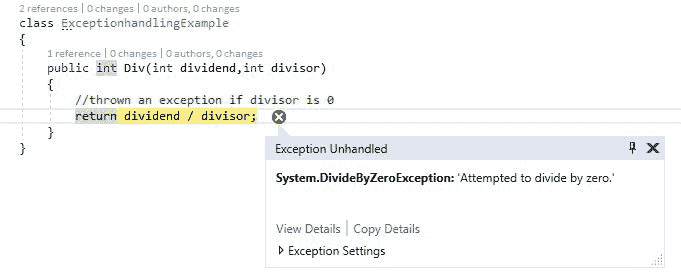 2 references | 0 changes | 0 authors, 0 changes
class ExceptionhandlingExample
{
1 reference | 0 changes | 0 authors, 0 changes
public int Div(int dividend,int divisor)
{
//thrown an exception if divisor is 0
return dividend / divisor;
}
}
Exception Unhandled
System.DivideByZeroException: 'Attempted to divide by zero.'
View Details | Copy Details
Exception Settings